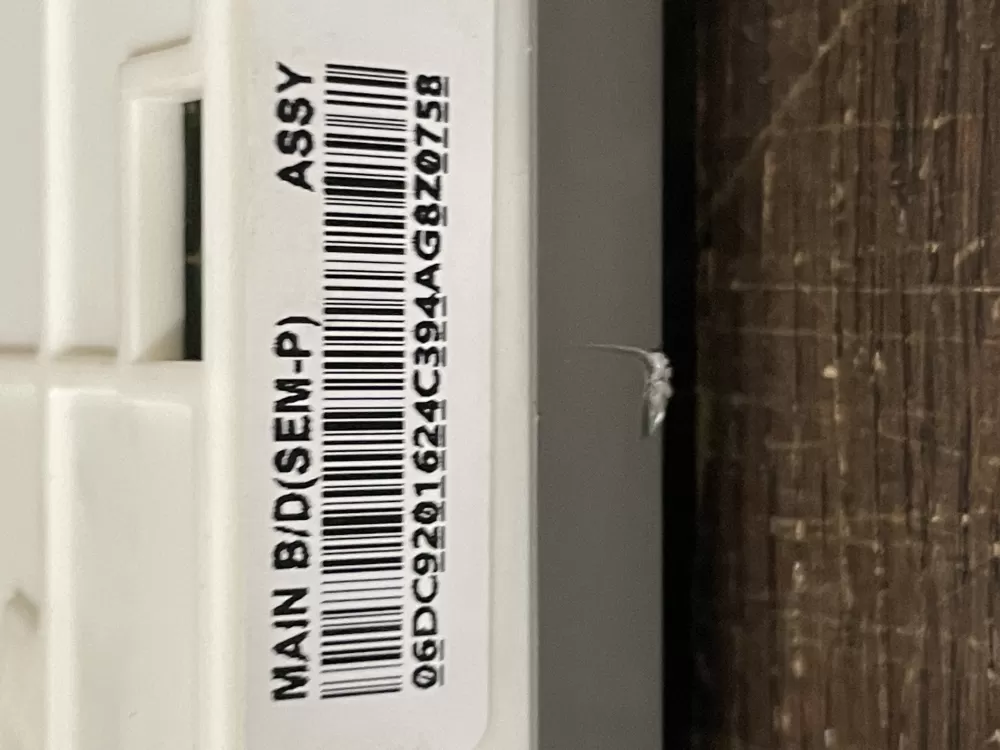 MAIN B/D(SEM-P) ASSY
06DC9201624C394AG8Z0758